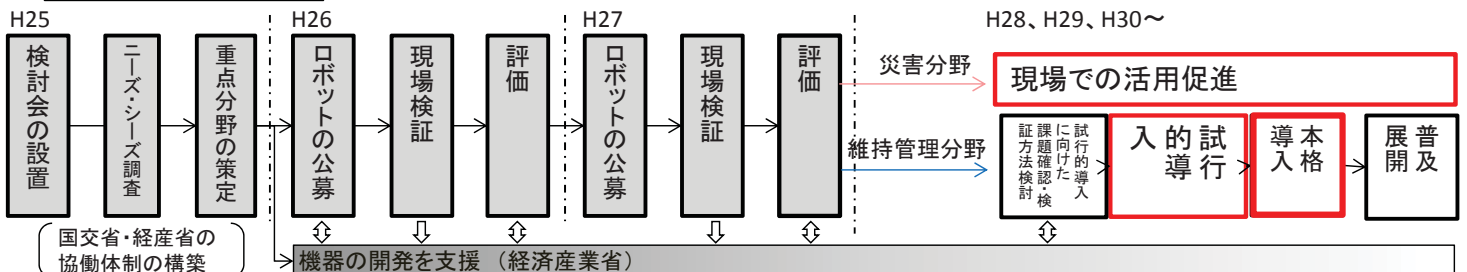 H25
H26
H27
H28、H29、H30～
検討会の設置
ニーズ・シーズ調査
重点分野の策定
ロボットの公募
現場検証
評価
ロボットの公募
現場検証
評価
災害分野
現場での活用促進
維持管理分野
試行的導入
に向けた
課題確認・検
証方法検討
試行
的導
入
本格
導入
普及
展開
国交省・経産省の
協働体制の構築
機器の開発を支援 （経済産業省）